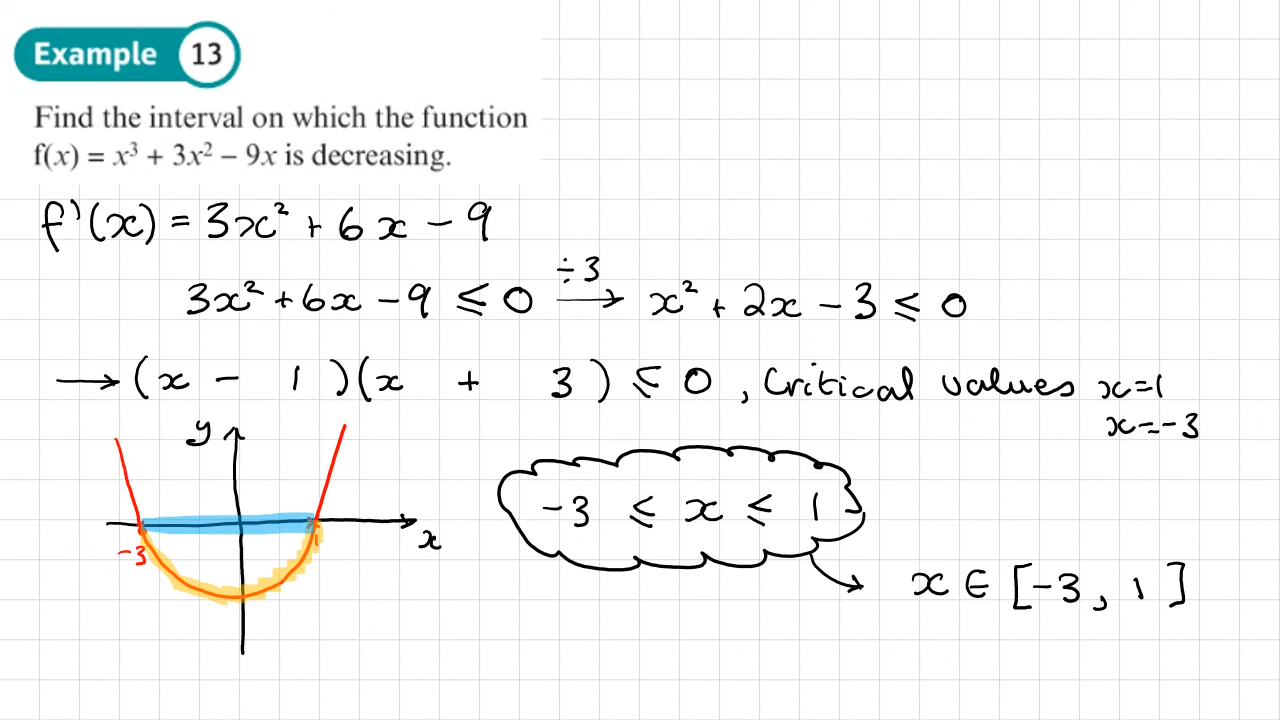 Example 13
Find the interval on which the function
f(x) = x³ + 3x² – 9x is decreasing.
f'(x) = 3x² + 6x - 9
3x² + 6x - 9 ≤ 0 ÷3 → x² + 2x - 3 ≤ 0
→ (x - 1)(x + 3) ≤ 0 , Critical values x=1
x=-3
y
x
-3
1
-3 ≤ x ≤ 1
x ∈ [-3, 1]